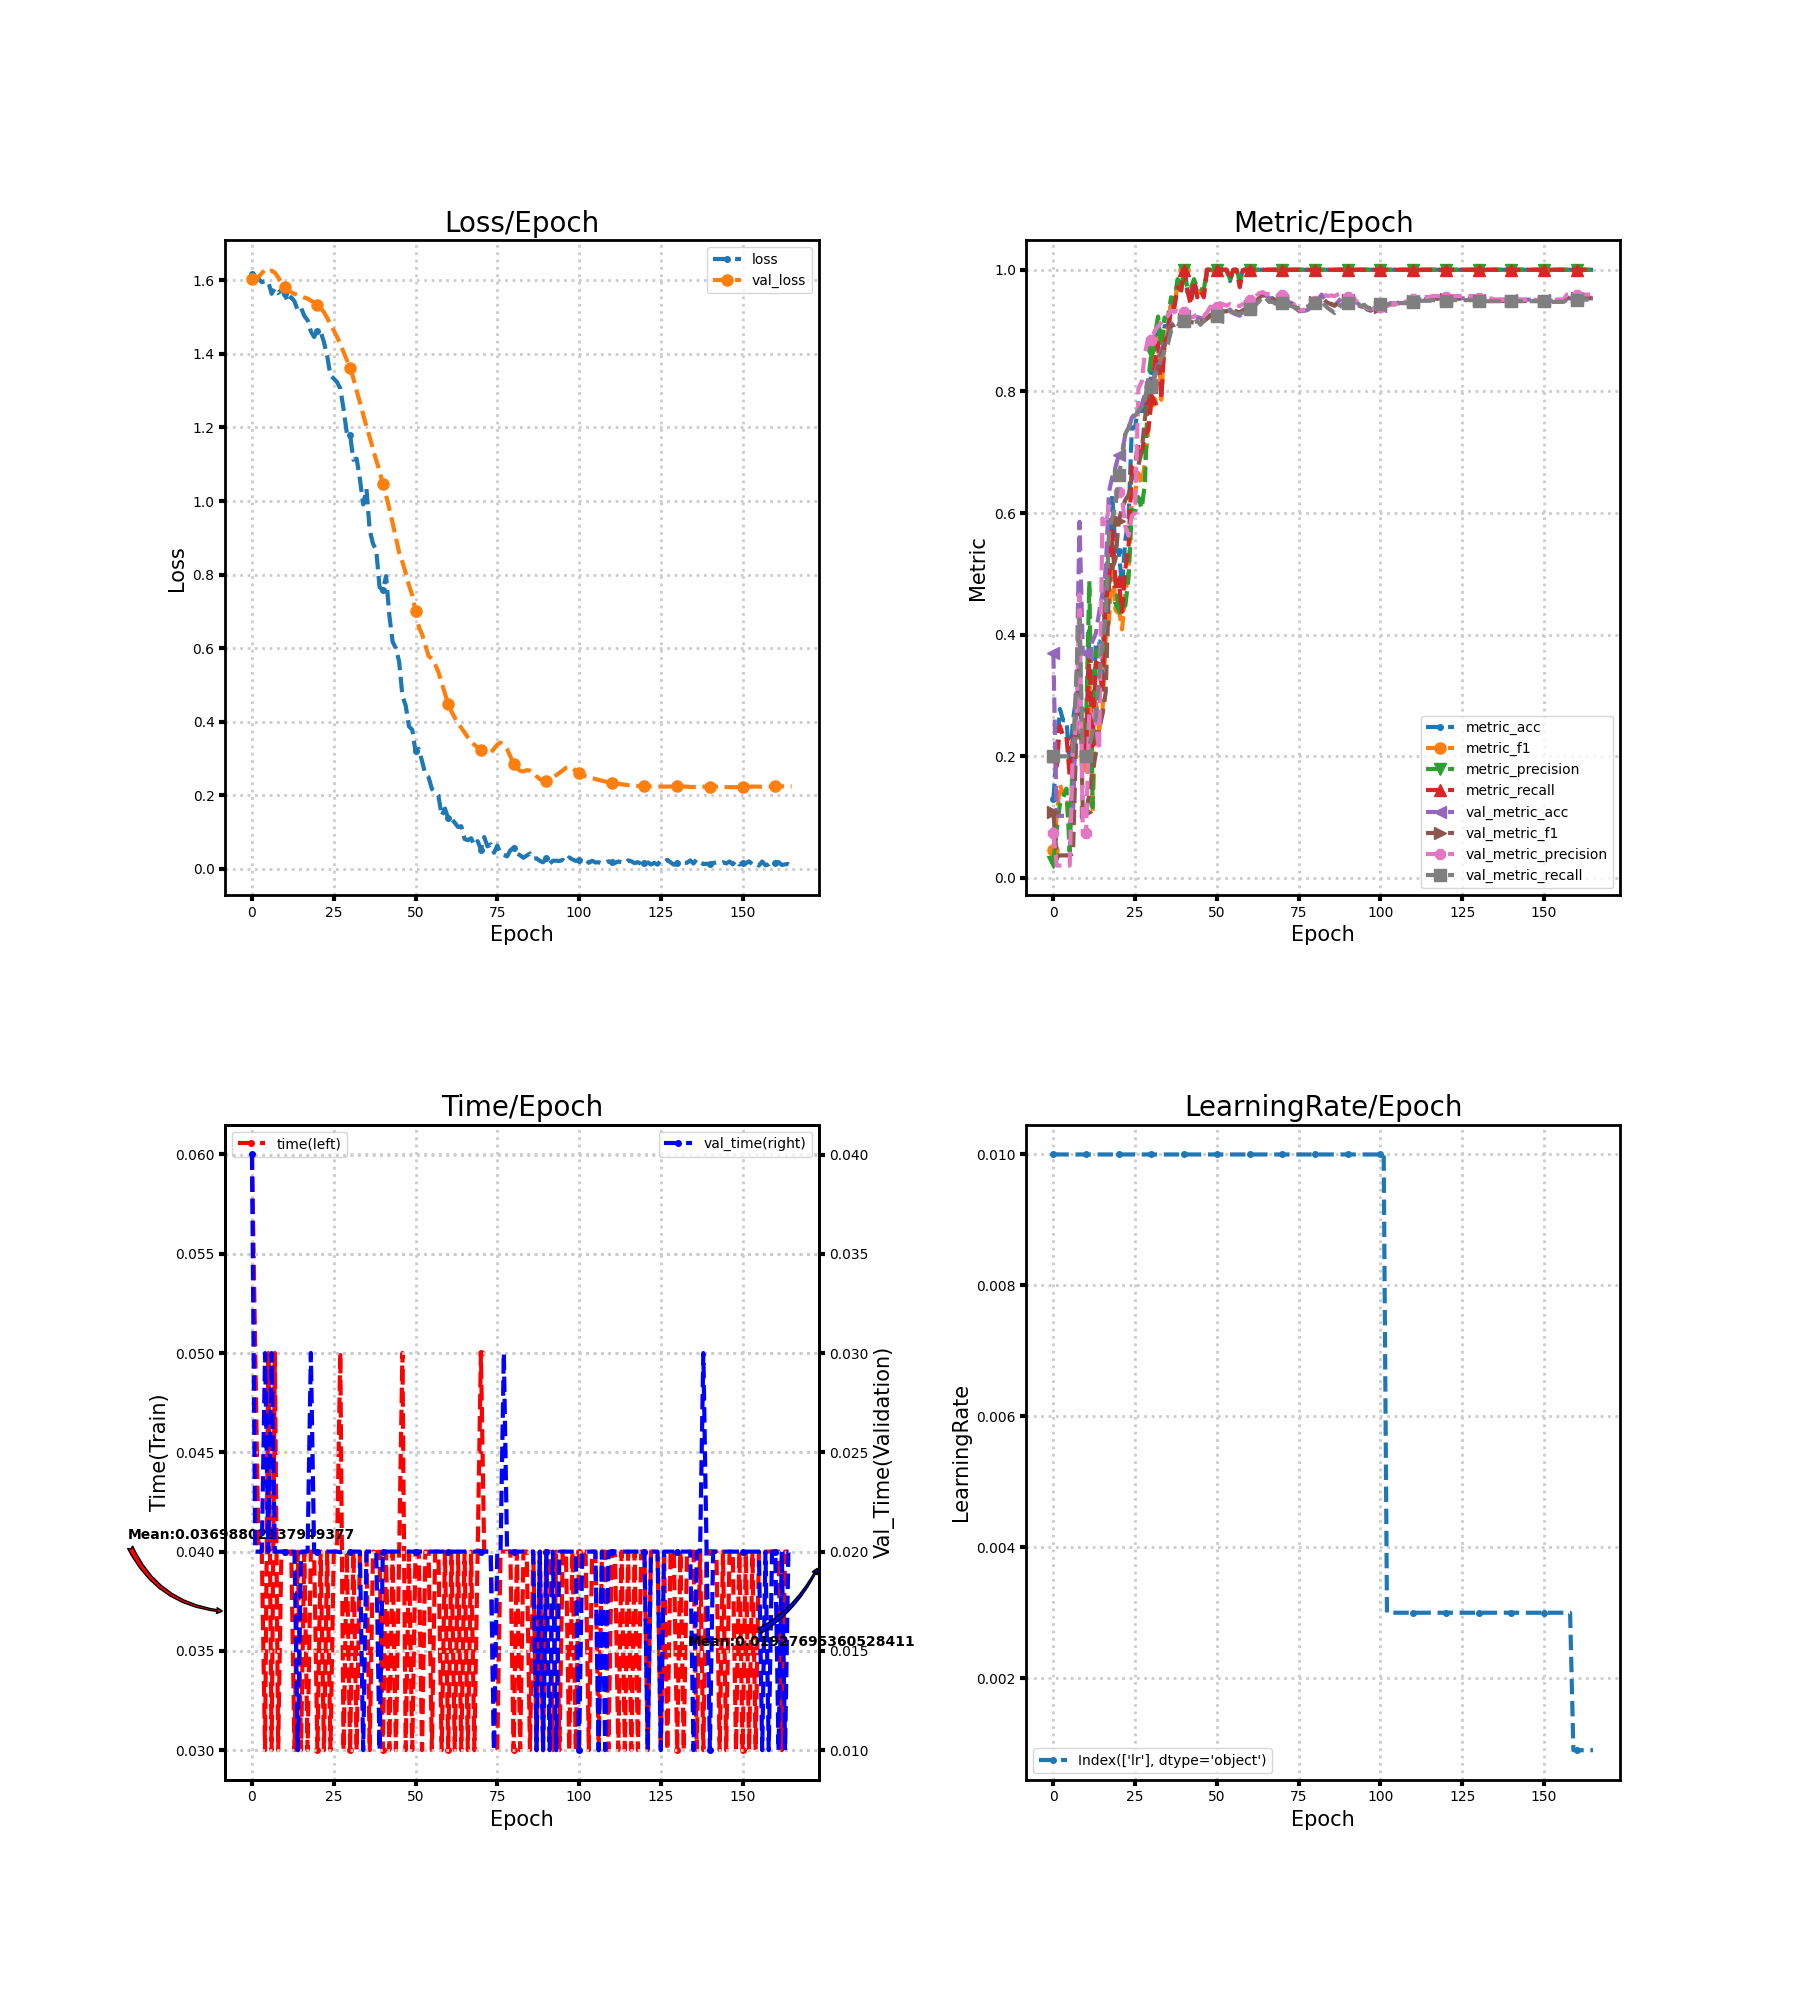 Loss/Epoch
loss
val_loss
1.6
1.4
1.2
1.0
0.8
0.6
0.4
0.2
0.0
Loss
0 25 50 75 100 125 150
Epoch
Metric/Epoch
1.0
0.8
0.6
0.4
0.2
0.0
Metric
metric_acc
metric_f1
metric_precision
metric_recall
val_metric_acc
val_metric_f1
val_metric_precision
val_metric_recall
0 25 50 75 100 125 150
Epoch
Time/Epoch
time(left)
val_time(right)
0.060
0.055
0.050
0.045
0.040
0.035
0.030
Time(Train)
0.040
0.035
0.030
0.025
0.020
0.015
0.010
Val_Time(Validation)
Mean:0.01927695360528411
0 25 50 75 100 125 150
Epoch
LearningRate/Epoch
0.010
0.008
0.006
0.004
0.002
LearningRate
Index(['lr'], dtype='object')
0 25 50 75 100 125 150
Epoch